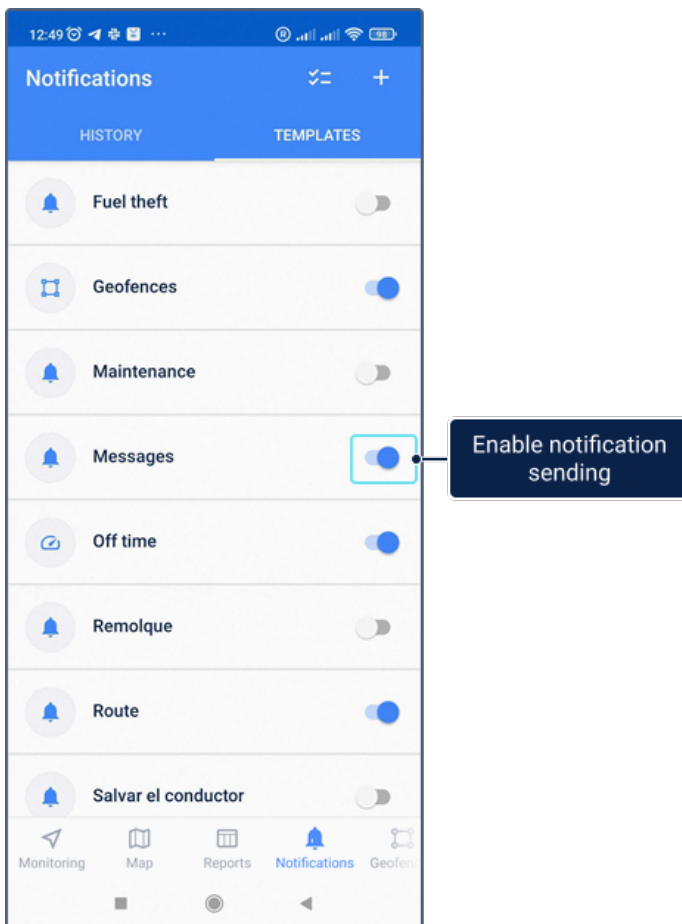 12:49
98
Notifications
HISTORY
TEMPLATES
Fuel theft
Geofences
Maintenance
Messages
Enable notification
sending
Off time
Remolque
Route
Salvar el conductor
Monitoring
Map
Reports
Notifications